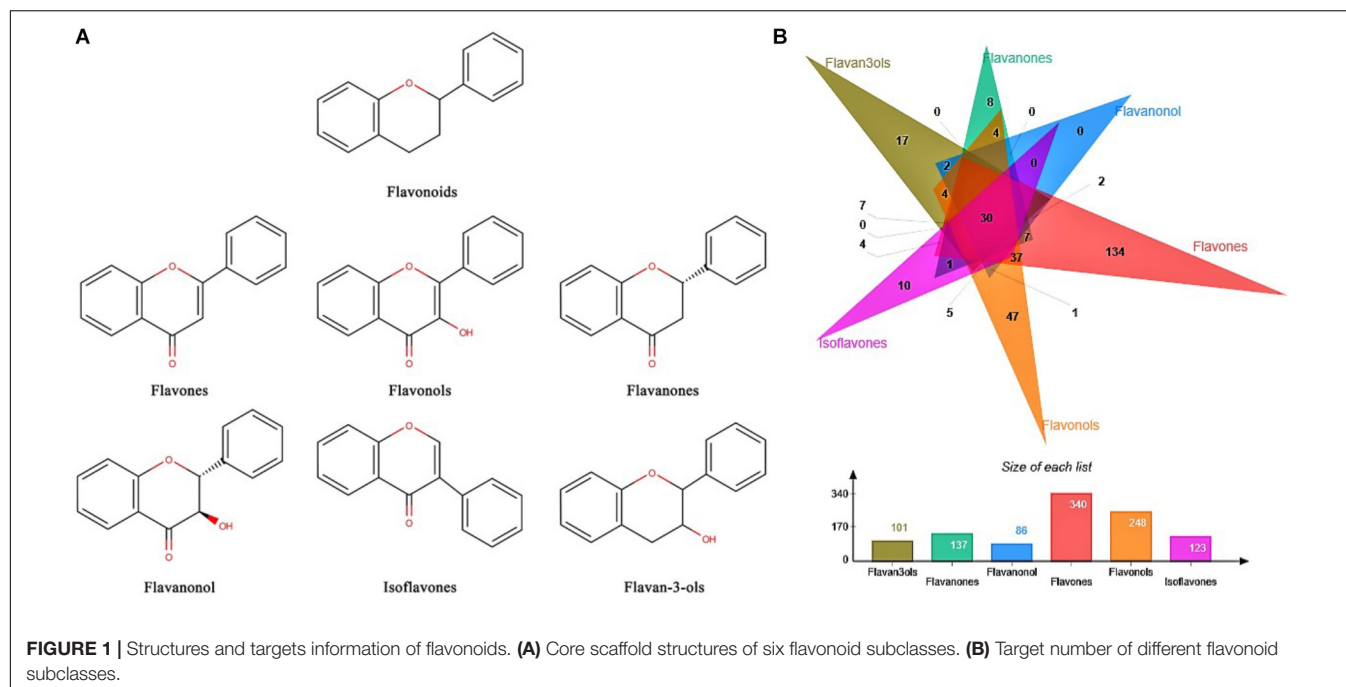 A
O
Flavonoids
O
O
Flavones
O
OH
O
Flavonols
O
O
Flavanones
O
OH
O
Flavanonol
O
O
Isoflavones
O
OH
Flavan-3-ols
B
Flavan3ols
Flavanones
Flavanonol
Flavones
Flavonols
Isoflavones
0
8
0
17
4
0
2
0
2
4
7
30
0
7
134
4
1
37
10
5
47
1
Size of each list
340
170
0
101
137
86
340
248
123
Flavan3ols
Flavanones
Flavanonol
Flavones
Flavonols
Isoflavones
FIGURE 1 | Structures and targets information of flavonoids. (A) Core scaffold structures of six flavonoid subclasses. (B) Target number of different flavonoid
subclasses.